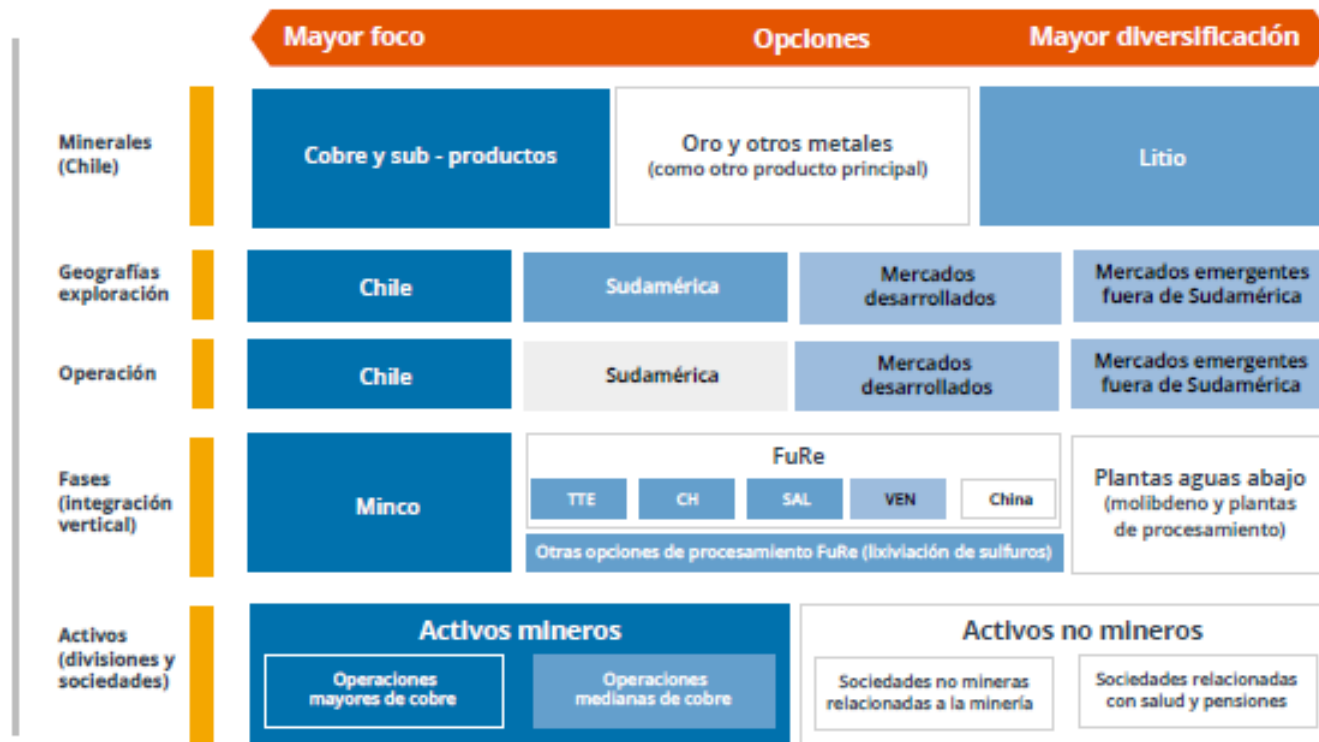 Mayor foco
Opciones
Mayor diversificación
Minerales
(Chile)
Cobre y sub - productos
Oro y otros metales
(como otro producto principal)
Litio
Geografías
exploración
Chile
Sudamérica
Mercados
desarrollados
Mercados emergentes
fuera de Sudamérica
Operación
Chile
Sudamérica
Mercados
desarrollados
Mercados emergentes
fuera de Sudamérica
Fases
(integración
vertical)
Minco
FuRe
TTE
CH
SAL
VEN
China
Otras opciones de procesamiento FuRe (lixiviación de sulfuros)
Plantas aguas abajo
(molibdeno y plantas
de procesamiento)
Activos
(divisiones y
sociedades)
Activos mineros
Operaciones
mayores de cobre
Operaciones
medianas de cobre
Activos no mineros
Sociedades no mineras
relacionadas a la minería
Sociedades relacionadas
con salud y pensiones